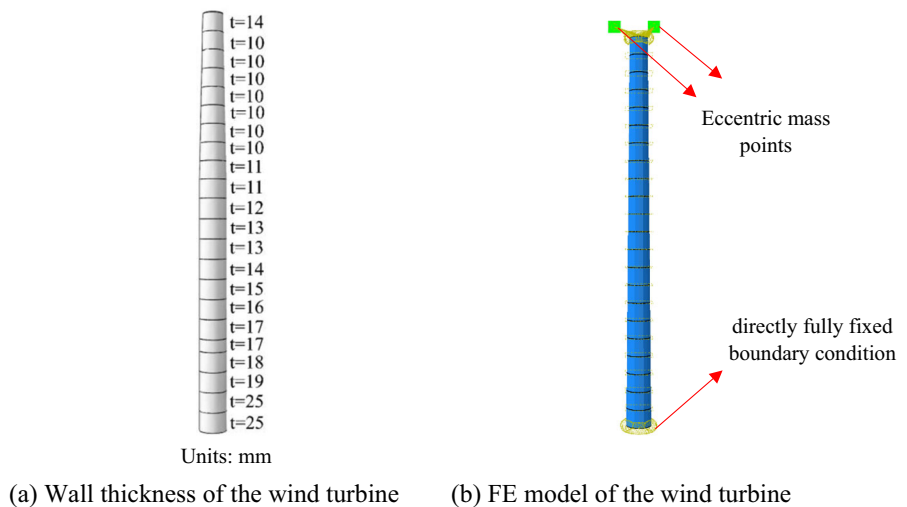 t=14
t=10
t=10
t=10
t=10
t=10
t=10
t=10
t=11
t=11
t=12
t=13
t=13
t=14
t=15
t=16
t=17
t=17
t=18
t=19
t=25
t=25
Units: mm
(a) Wall thickness of the wind turbine
Eccentric mass
points
directly fully fixed
boundary condition
(b) FE model of the wind turbine